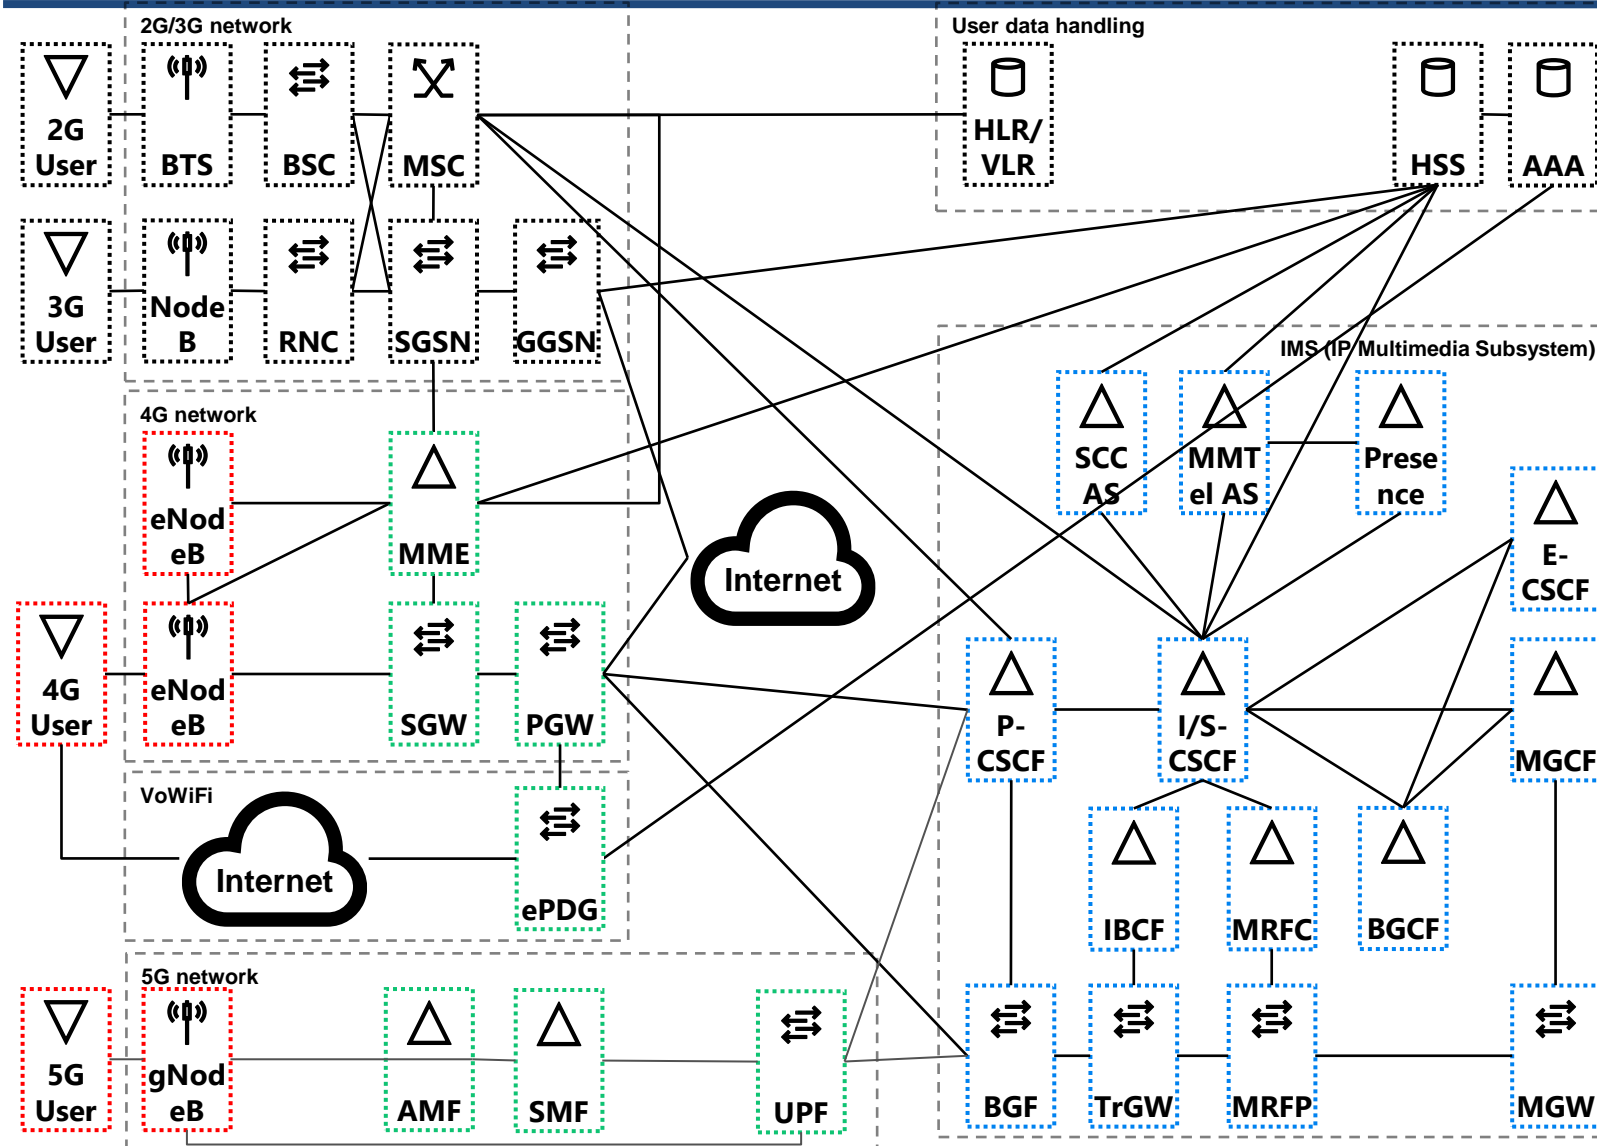 2G/3G network
User data handling
2G
User
BTS
BSC
MSC
HLR/
VLR
HSS
AAA
3G
User
Node
B
RNC
SGSN
GGSN
IMS (IP Multimedia Subsystem)
4G network
eNod
eB
MME
SCC
AS
MMT
el AS
Prese
nce
E-
CSCF
Internet
4G
User
eNod
eB
SGW
PGW
P-
CSCF
I/S-
CSCF
MGCF
VoWiFi
Internet
ePDG
IBCF
MRFC
BGCF
5G network
5G
User
gNod
eB
AMF
SMF
UPF
BGF
TrGW
MRFP
MGW